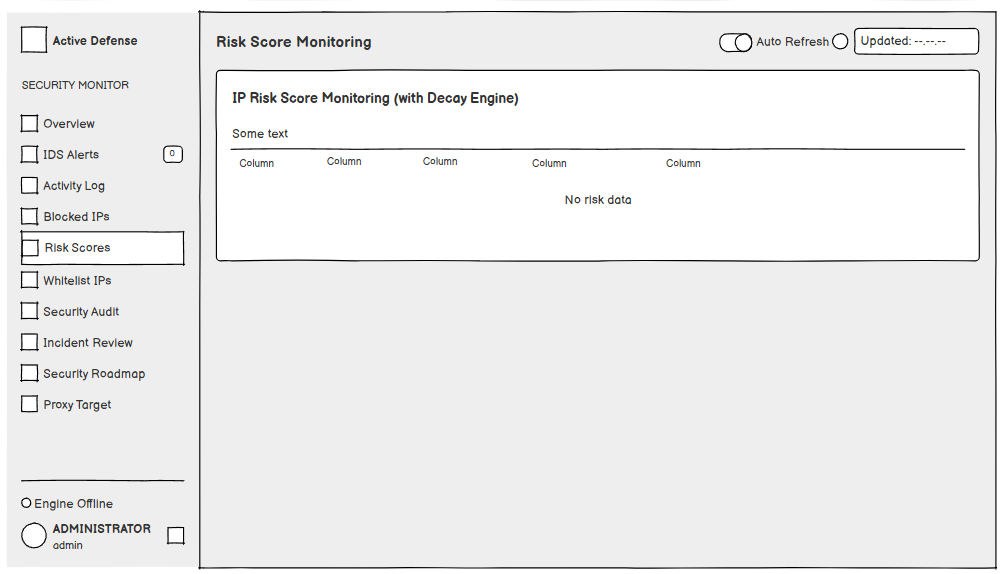 Active Defense
SECURITY MONITOR
Overview
IDS Alerts 0
Activity Log
Blocked IPs
Risk Scores
Whitelist IPs
Security Audit
Incident Review
Security Roadmap
Proxy Target
Engine Offline
ADMINISTRATOR
admin
Risk Score Monitoring
Auto Refresh
Updated: --.--.--
IP Risk Score Monitoring (with Decay Engine)
Some text
Column Column Column Column Column
No risk data